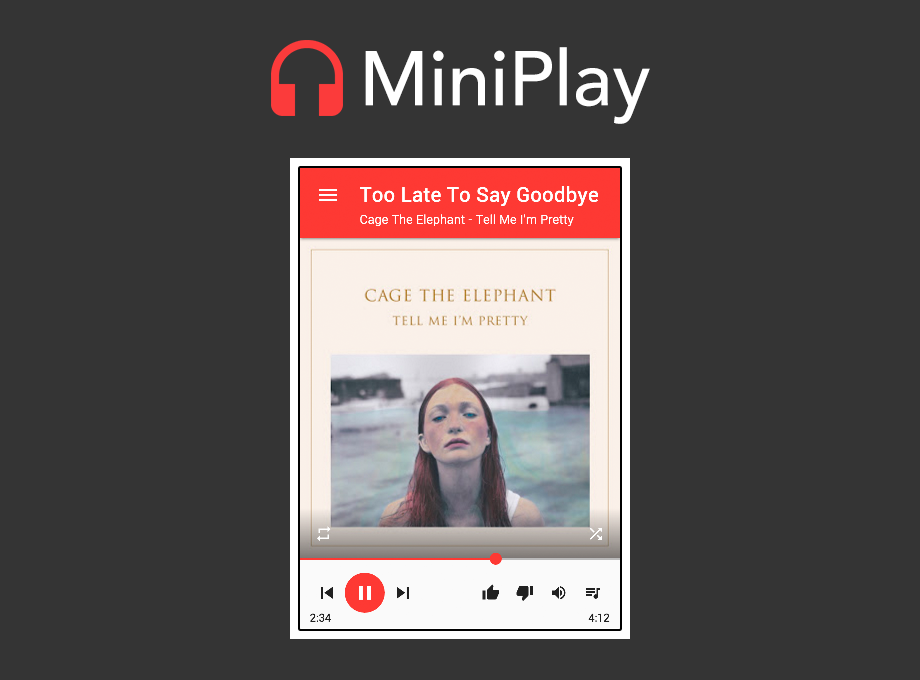 MiniPlay
Too Late To Say Goodbye
Cage The Elephant - Tell Me I'm Pretty
CAGE THE ELEPHANT
TELL ME I'M PRETTY
2:34
4:12